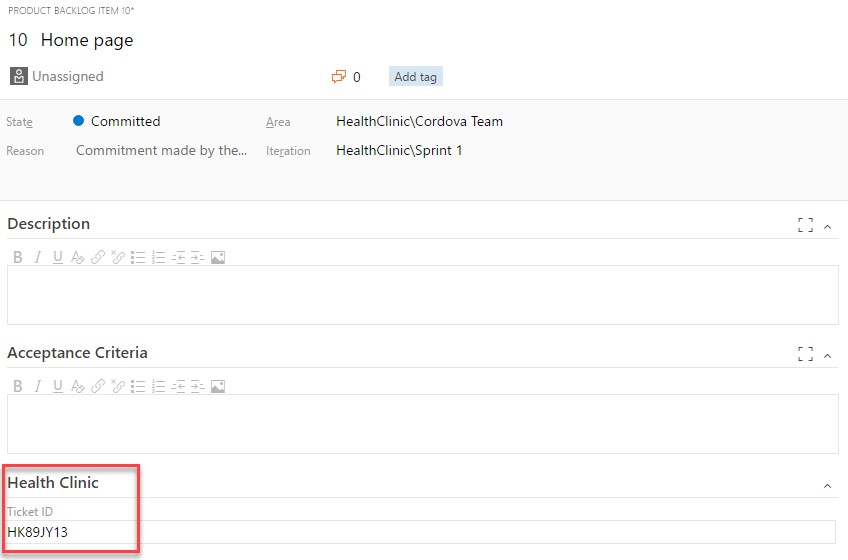 PRODUCT BACKLOG ITEM 10*
10 Home page
Unassigned 0 Add tag
State Committed Area HealthClinic\Cordova Team
Reason Commitment made by the... Iteration HealthClinic\Sprint 1
Description
B I U
Acceptance Criteria
B I U
Health Clinic
Ticket ID
HK89JY13